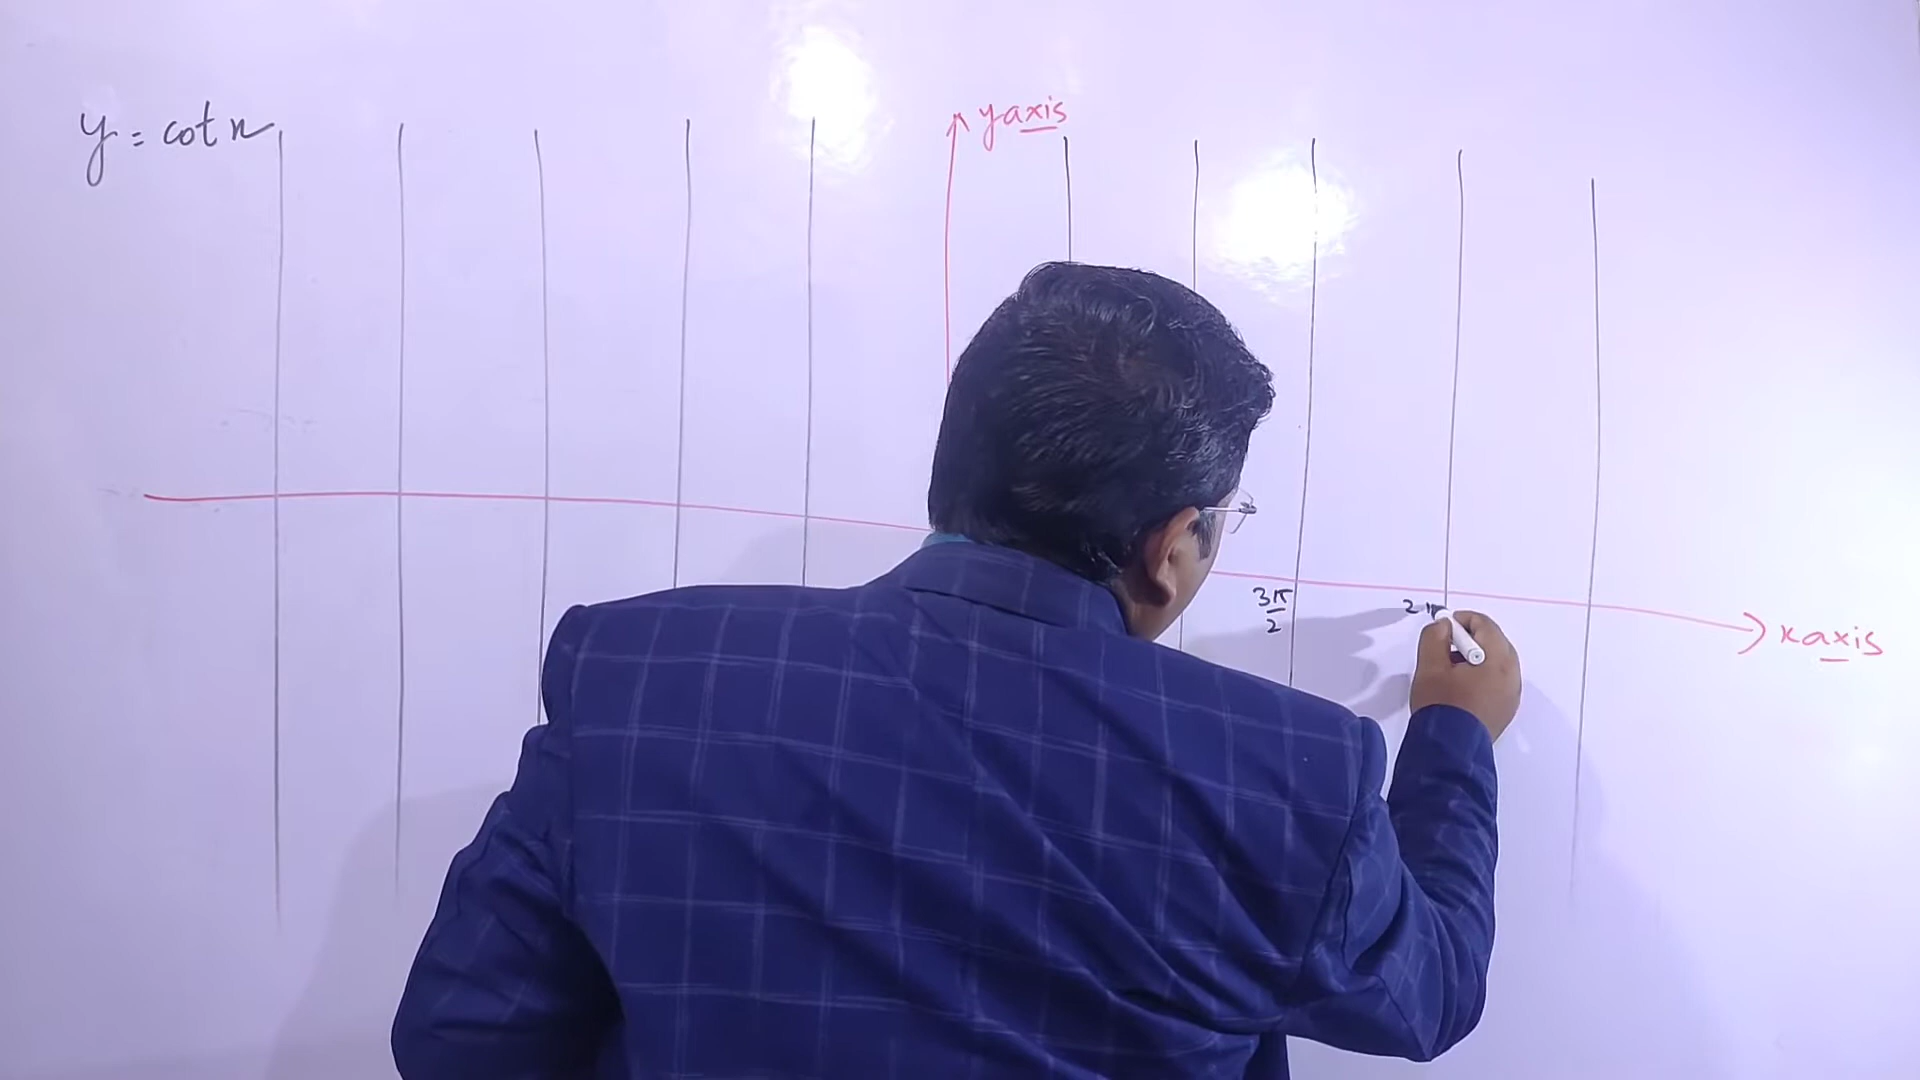 y = cot x
y axis
3π
2
2π
x axis